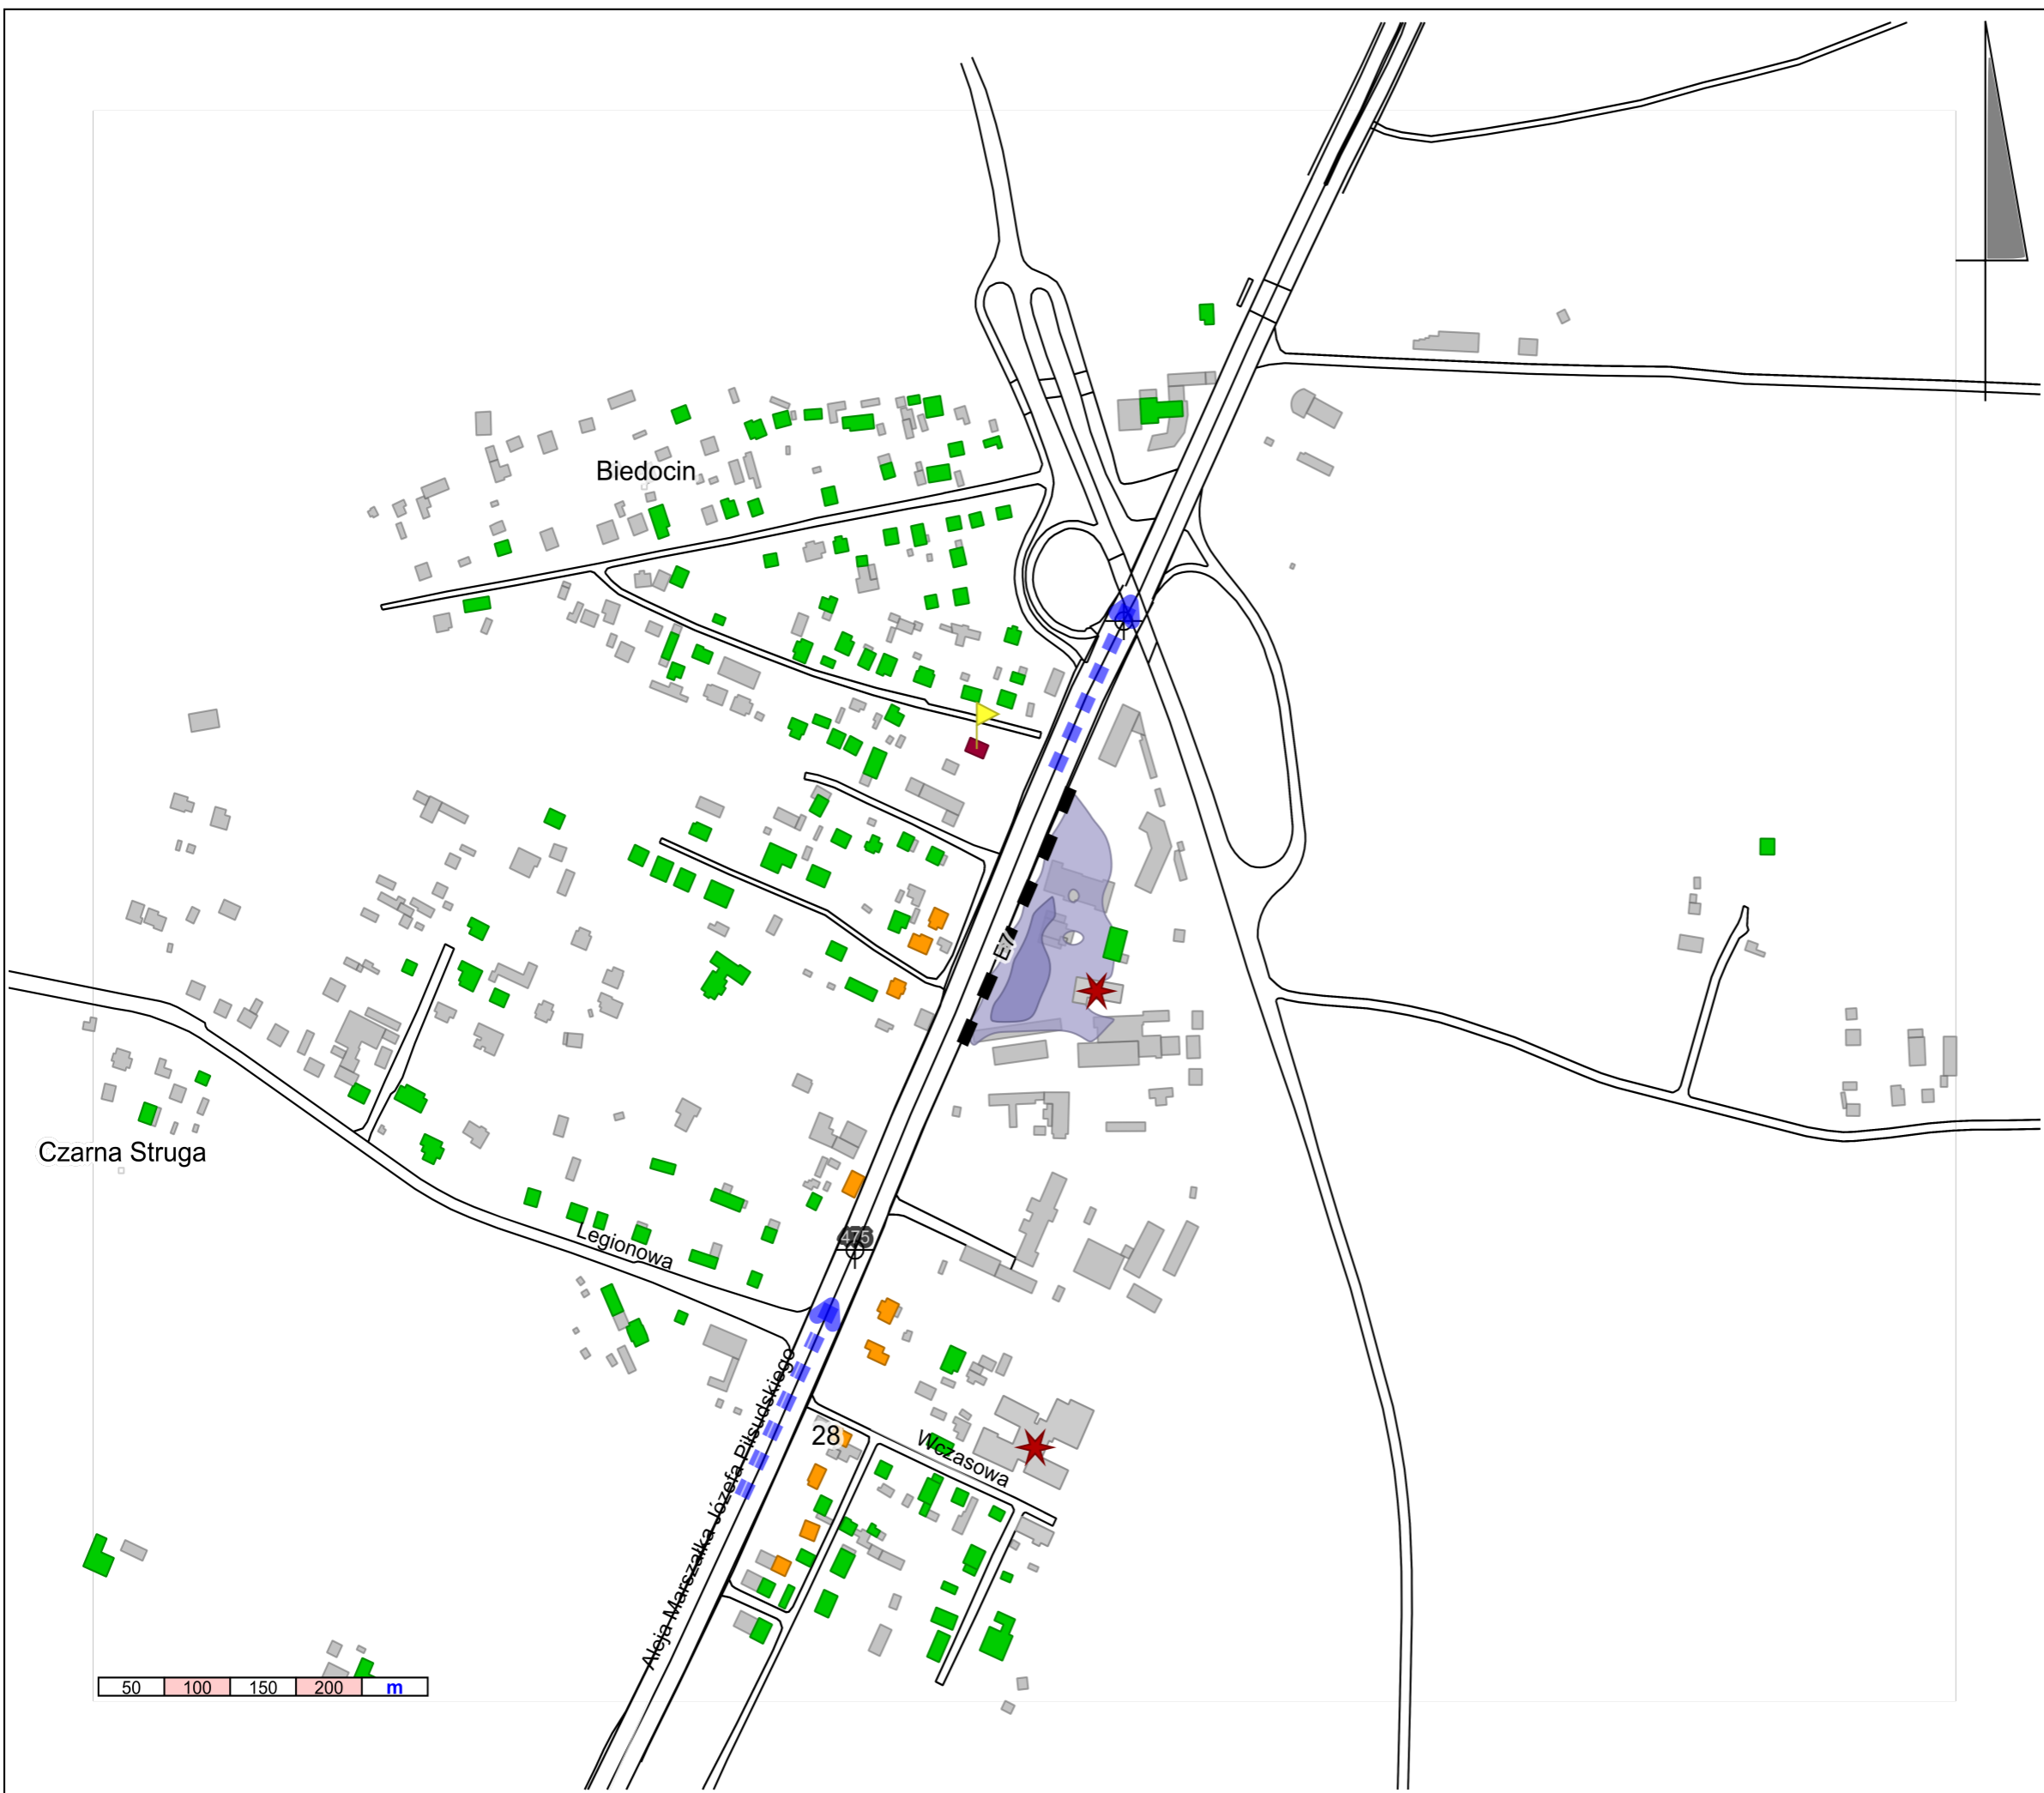 Biedocin
E7
Czarna Struga
Legionowa
475
Aleja Marszałka Józefa Piłsudskiego
28
Wczasowa
50 100 150 200 m